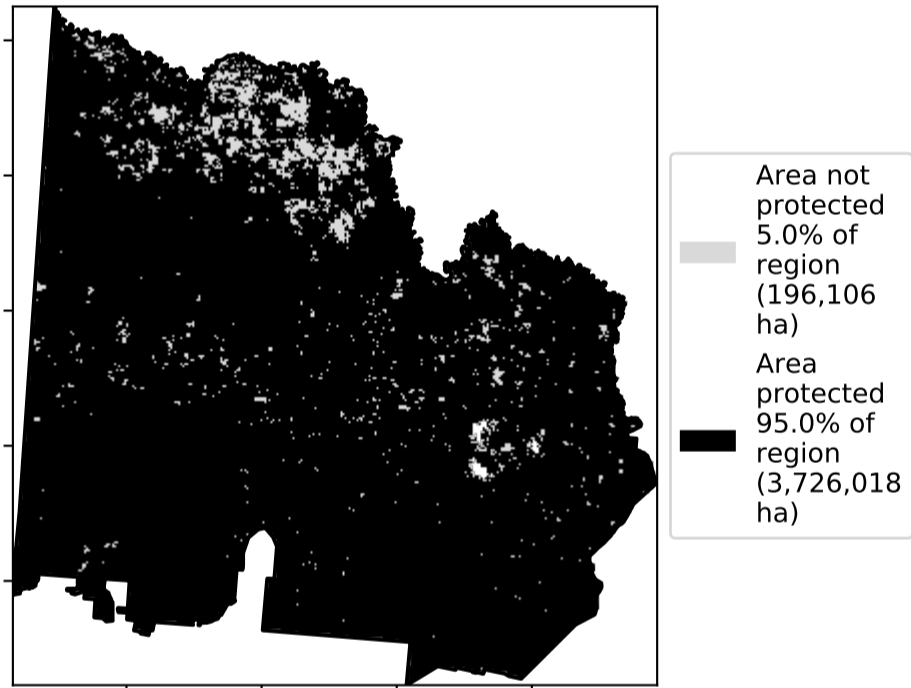 Area not
protected
5.0% of
region
(196,106
ha)
Area
protected
95.0% of
region
(3,726,018
ha)